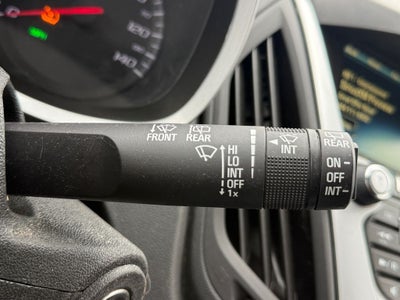 120
140
FRONT REAR
HI
LO
INT
OFF
1x
INT
REAR
ON
OFF
INT